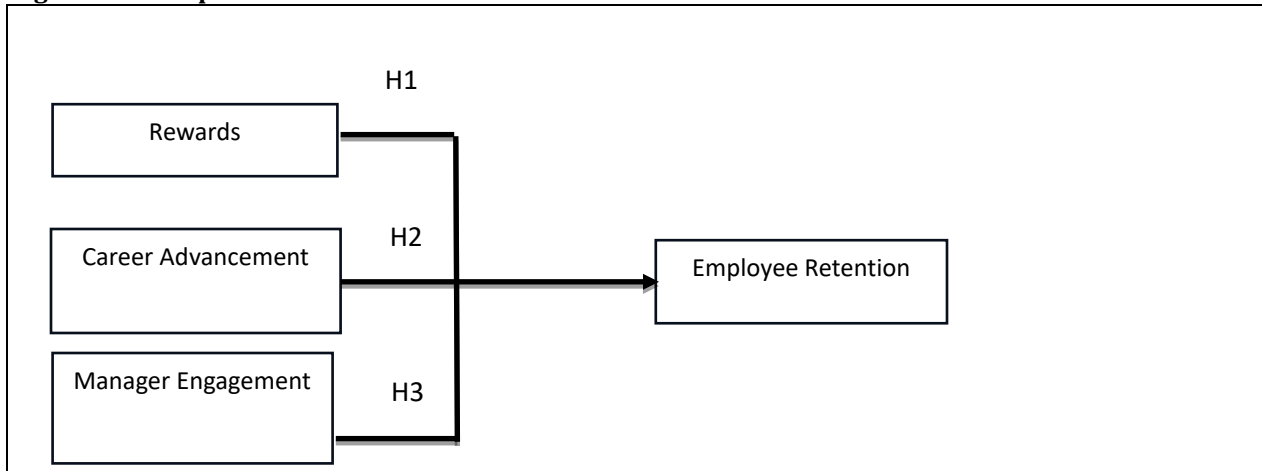 H1
Rewards
H2
Career Advancement
Employee Retention
Manager Engagement
H3